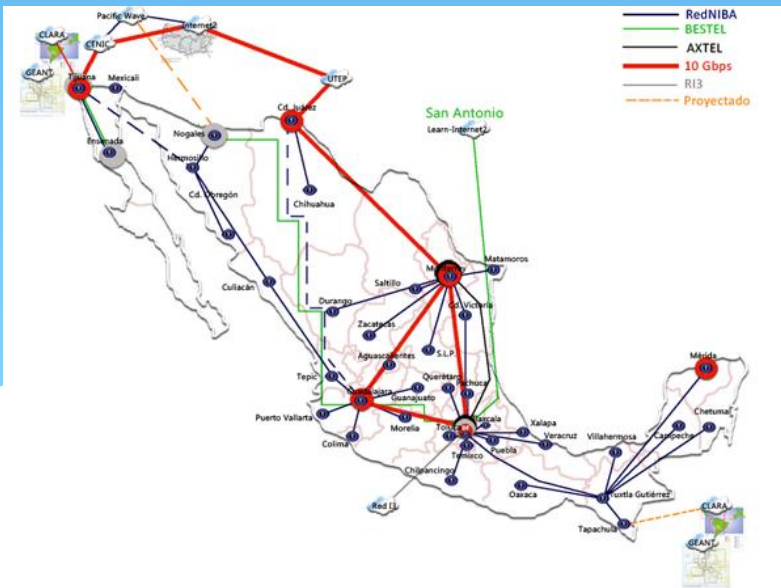 Pacific Wave
Internet2
CLARA
CENIC
GEANT
UTEP
Tijuana
Mexicali
Ensenada
Nogales
Cd. Juárez
Hermosillo
Cd. Obregón
Chihuahua
San Antonio
Learn-Internet2
RedNIBA
BESTEL
AXTEL
10 Gbps
RI3
Proyectado
Matamoros
Saltillo
Cd. Victoria
Culiacán
Durango
Zacatecas
S.L.P.
Aguascalientes
Tepic
Querétaro
Pachuca
Guadalajara
Guanajuato
Puerto Vallarta
Morelia
Colima
Toluca
Tlaxcala
Xalapa
Veracruz
Puebla
Temixco
Chilpancingo
Red I3
Oaxaca
Villahermosa
Mérida
Chetumal
Campeche
Tuxtla Gutiérrez
Tapachula
CLARA
GEANT